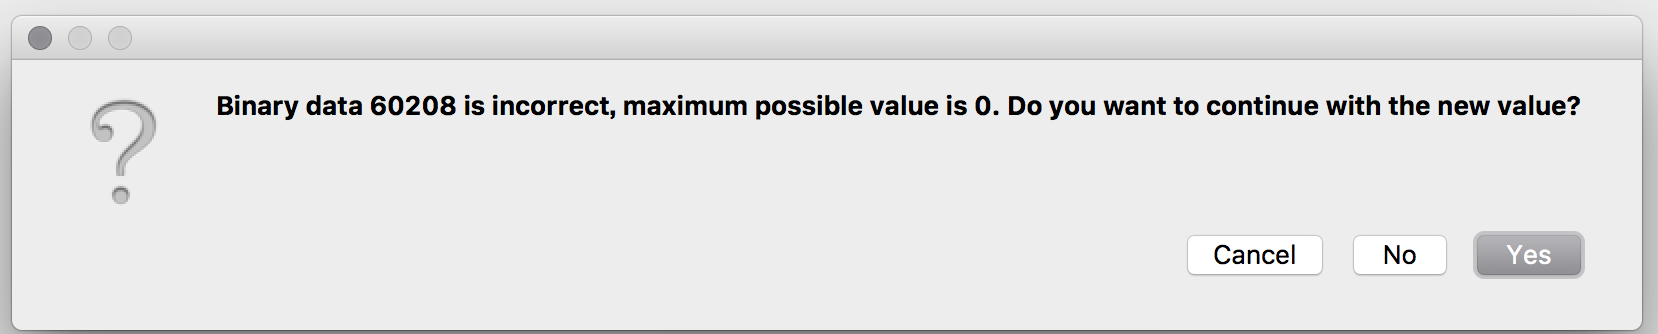 Binary data 60208 is incorrect, maximum possible value is 0. Do you want to continue with the new value?
Cancel No Yes